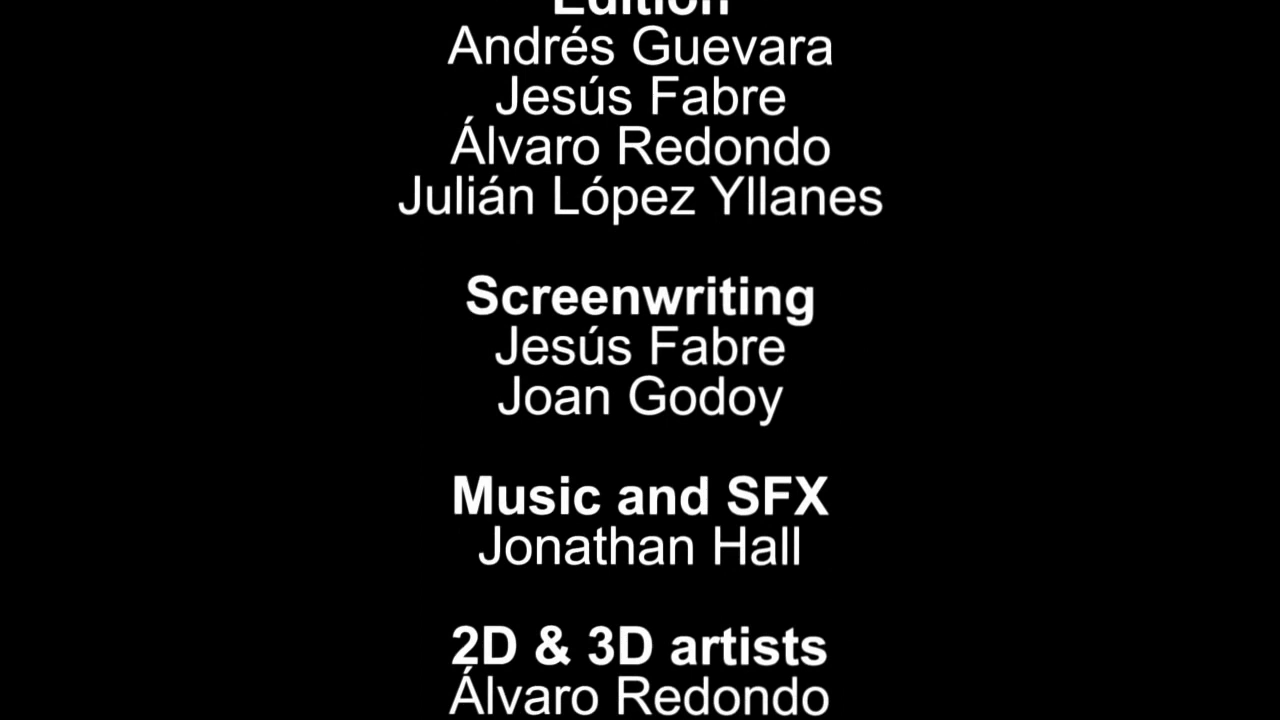 Edition
Andrés Guevara
Jesús Fabre
Álvaro Redondo
Julián López Yllanes
Screenwriting
Jesús Fabre
Joan Godoy
Music and SFX
Jonathan Hall
2D & 3D artists
Álvaro Redondo